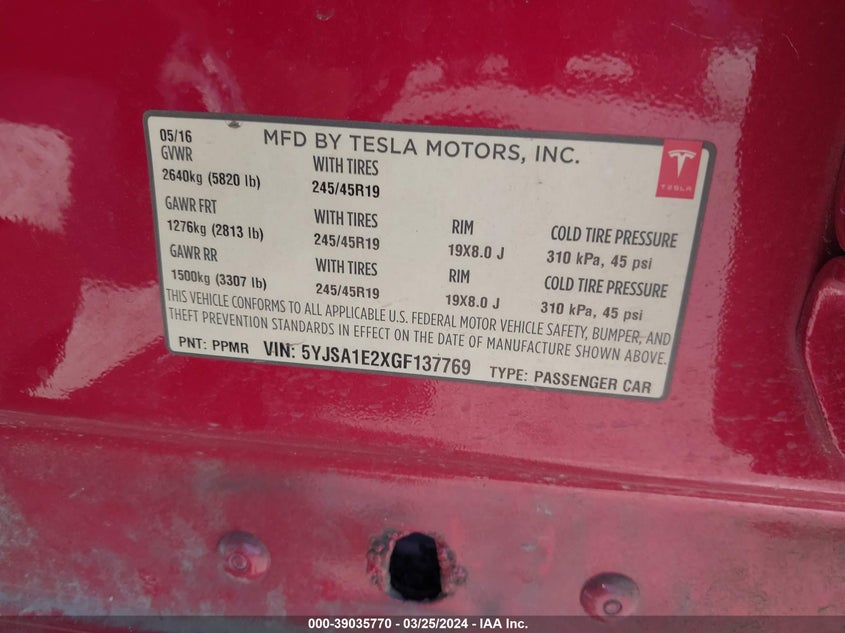 05/16 MFD BY TESLA MOTORS, INC.
GVWR WITH TIRES
2640kg (5820 lb) 245/45R19
TESLA
GAWR FRT WITH TIRES RIM COLD TIRE PRESSURE
1276kg (2813 lb) 245/45R19 19X8.0 J 310 kPa, 45 psi
GAWR RR WITH TIRES RIM COLD TIRE PRESSURE
1500kg (3307 lb) 245/45R19 19X8.0 J 310 kPa, 45 psi
THIS VEHICLE CONFORMS TO ALL APPLICABLE U.S. FEDERAL MOTOR VEHICLE SAFETY, BUMPER, AND
THEFT PREVENTION STANDARDS IN EFFECT ON THE DATE OF MANUFACTURE SHOWN ABOVE.
PNT: PPMR VIN: 5YJSA1E2XGF137769 TYPE: PASSENGER CAR
000-39035770 - 03/25/2024 - IAA Inc.